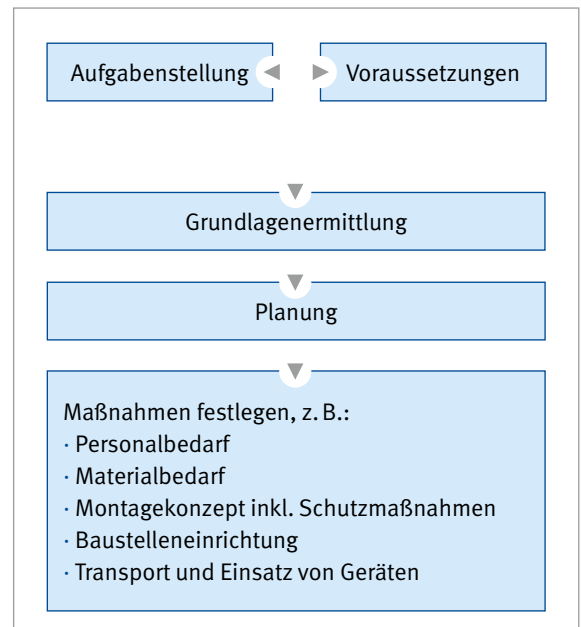 Aufgabenstellung
Voraussetzungen
Grundlagenermittlung
Planung
Maßnahmen festlegen, z. B.:
· Personalbedarf
· Materialbedarf
· Montagekonzept inkl. Schutzmaßnahmen
· Baustelleneinrichtung
· Transport und Einsatz von Geräten